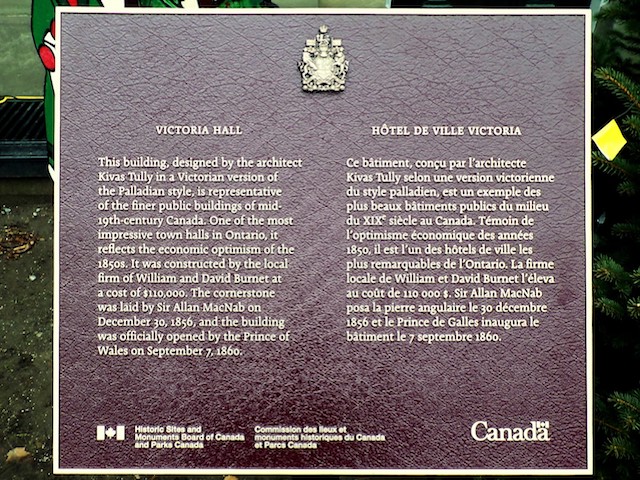 VICTORIA HALL
This building, designed by the architect
Kivas Tully in a Victorian version of
the Palladian style, is representative
of the finer public buildings of mid-
19th-century Canada. One of the most
impressive town halls in Ontario, it
reflects the economic optimism of the
1850s. It was constructed by the local
firm of William and David Burnet at
a cost of $110,000. The cornerstone
was laid by Sir Allan MacNab on
December 30, 1856, and the building
was officially opened by the Prince of
Wales on September 7, 1860.
HÔTEL DE VILLE VICTORIA
Ce bâtiment, conçu par l'architecte
Kivas Tully selon une version victorienne
du style palladien, est un exemple des
plus beaux bâtiments publics du milieu
du XIXe siècle au Canada. Témoin de
l'optimisme économique des années
1850, il est l'un des hôtels de ville les
plus remarquables de l'Ontario. La firme
locale de William et David Burnet l'éleva
au coût de 110 000 $. Sir Allan MacNab
posa la pierre angulaire le 30 décembre
1856 et le Prince de Galles inaugura le
bâtiment le 7 septembre 1860.
Historic Sites and
Monuments Board of Canada
and Parks Canada
Commission des lieux et
monuments historiques du Canada
et Parcs Canada
Canada